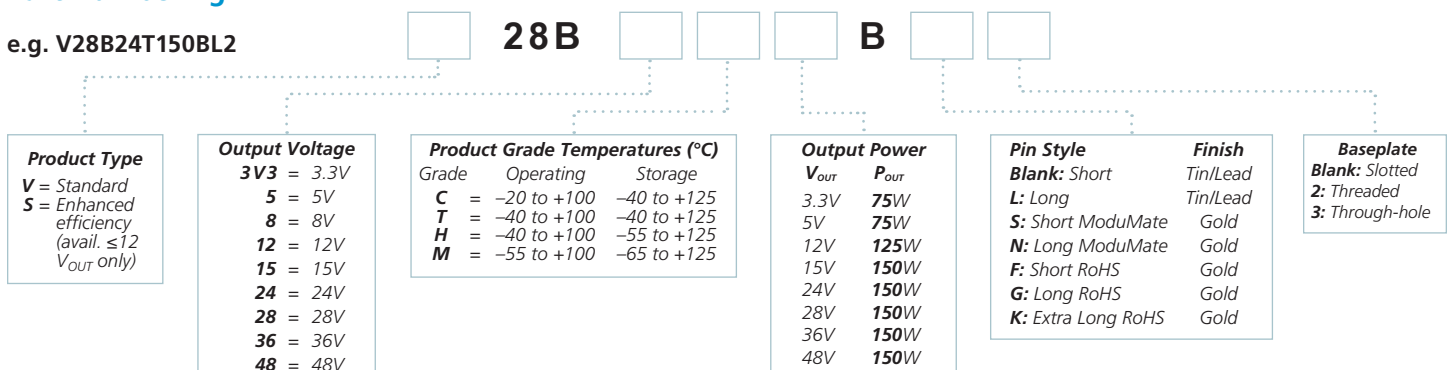 e.g. V28B24T150BL2
28B
B
Product Type
V = Standard
S = Enhanced
efficiency
(avail. ≤12
VOUT only)
Output Voltage
3V3 = 3.3V
5 = 5V
8 = 8V
12 = 12V
15 = 15V
24 = 24V
28 = 28V
36 = 36V
48 = 48V
Product Grade Temperatures (°C)
Grade Operating Storage
C = –20 to +100 –40 to +125
T = –40 to +100 –40 to +125
H = –40 to +100 –55 to +125
M = –55 to +100 –65 to +125
Output Power
VOUT POUT
3.3V 75W
5V 75W
12V 125W
15V 150W
24V 150W
28V 150W
36V 150W
48V 150W
Pin Style Finish
Blank: Short Tin/Lead
L: Long Tin/Lead
S: Short ModuMate Gold
N: Long ModuMate Gold
F: Short RoHS Gold
G: Long RoHS Gold
K: Extra Long RoHS Gold
Baseplate
Blank: Slotted
2: Threaded
3: Through-hole